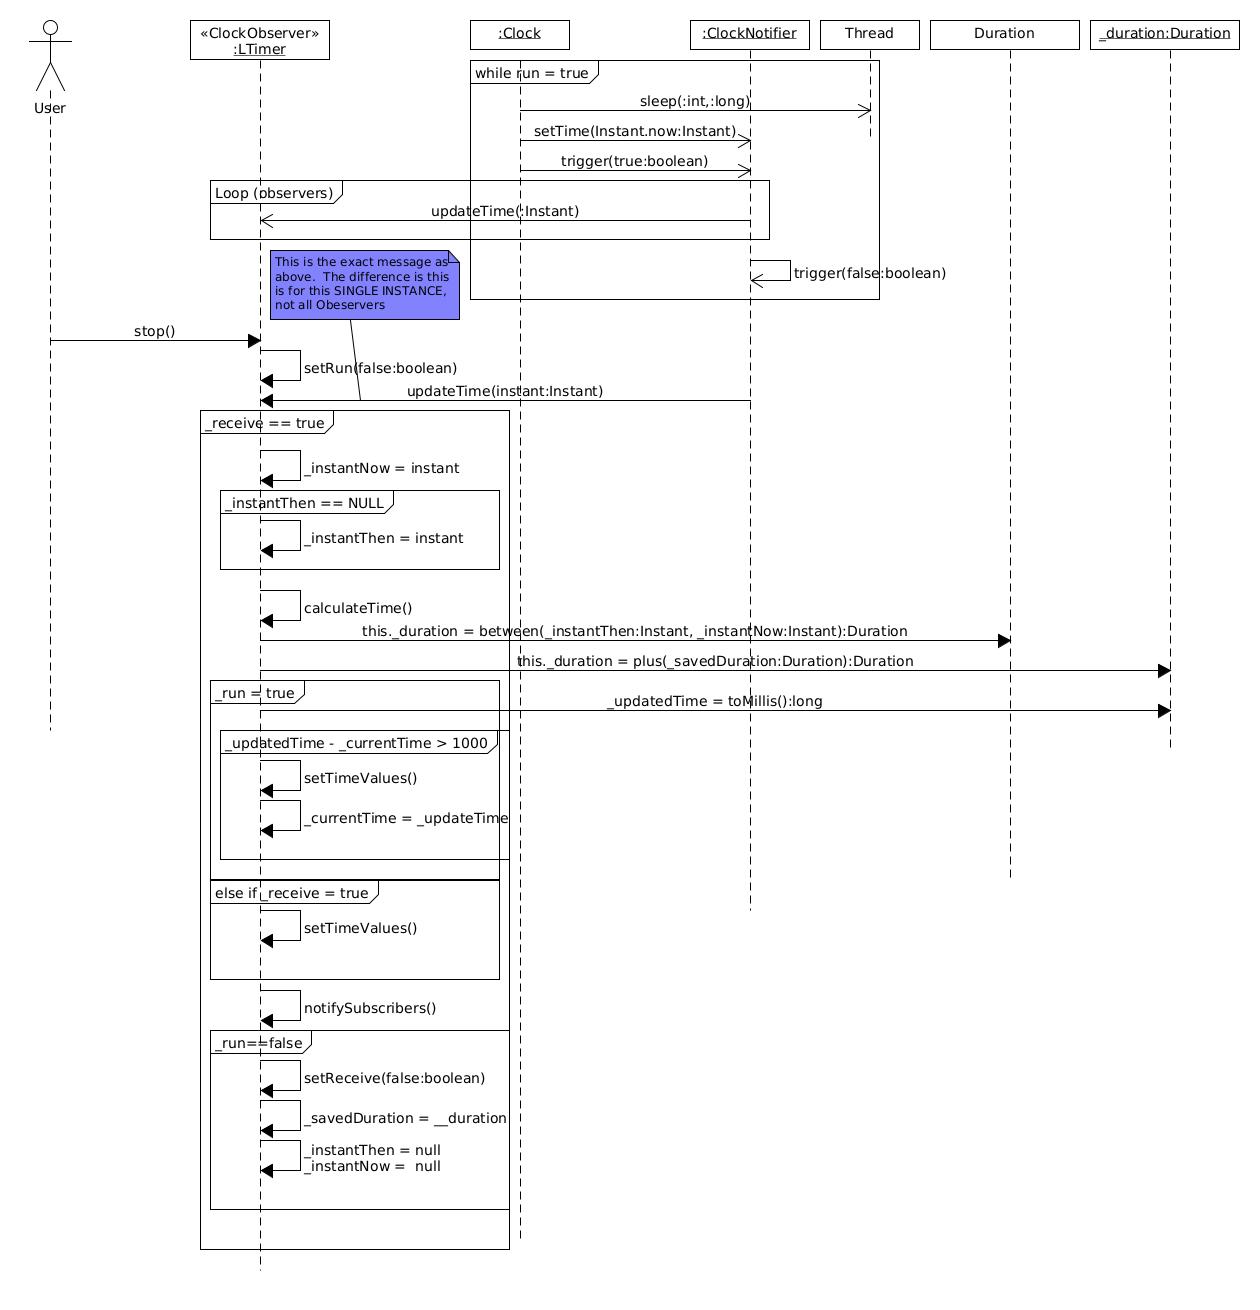 «ClockObserver»
:LTimer
:Clock
:ClockNotifier
Thread
Duration
_duration:Duration
User
while run = true
sleep(:int,:long)
setTime(Instant.now:Instant)
trigger(true:boolean)
Loop (observers)
updateTime(:Instant)
This is the exact message as
above.  The difference is this
is for this SINGLE INSTANCE,
not all Obeservers
trigger(false:boolean)
stop()
setRun(false:boolean)
updateTime(instant:Instant)
_receive == true
_instantNow = instant
_instantThen == NULL
_instantThen = instant
calculateTime()
this._duration = between(_instantThen:Instant, _instantNow:Instant):Duration
this._duration = plus(_savedDuration:Duration):Duration
_run = true
_updatedTime = toMillis():long
_updatedTime - _currentTime > 1000
setTimeValues()
_currentTime = _updateTime
else if _receive = true
setTimeValues()
notifySubscribers()
_run==false
setReceive(false:boolean)
_savedDuration = __duration
_instantThen = null
_instantNow =  null